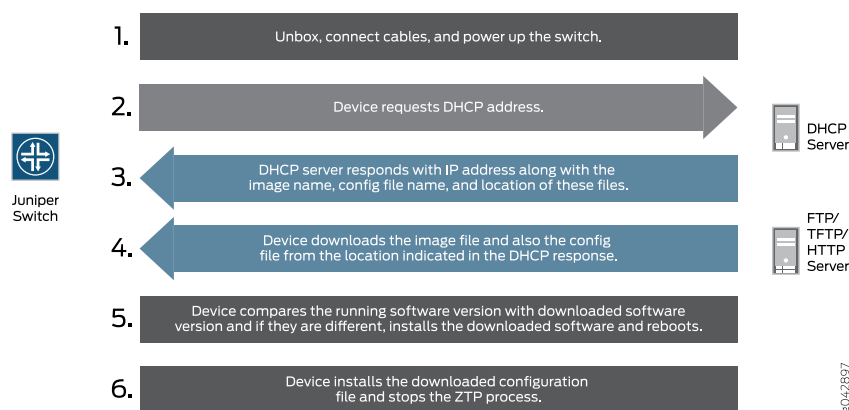 1.
Unbox, connect cables, and power up the switch.
2.
Device requests DHCP address.
DHCP
Server
3.
DHCP server responds with IP address along with the
image name, config file name, and location of these files.
Juniper
Switch
4.
Device downloads the image file and also the config
file from the location indicated in the DHCP response.
FTP/
TFTP/
HTTP
Server
5.
Device compares the running software version with downloaded software
version and if they are different, installs the downloaded software and reboots.
6.
Device installs the downloaded configuration
file and stops the ZTP process.